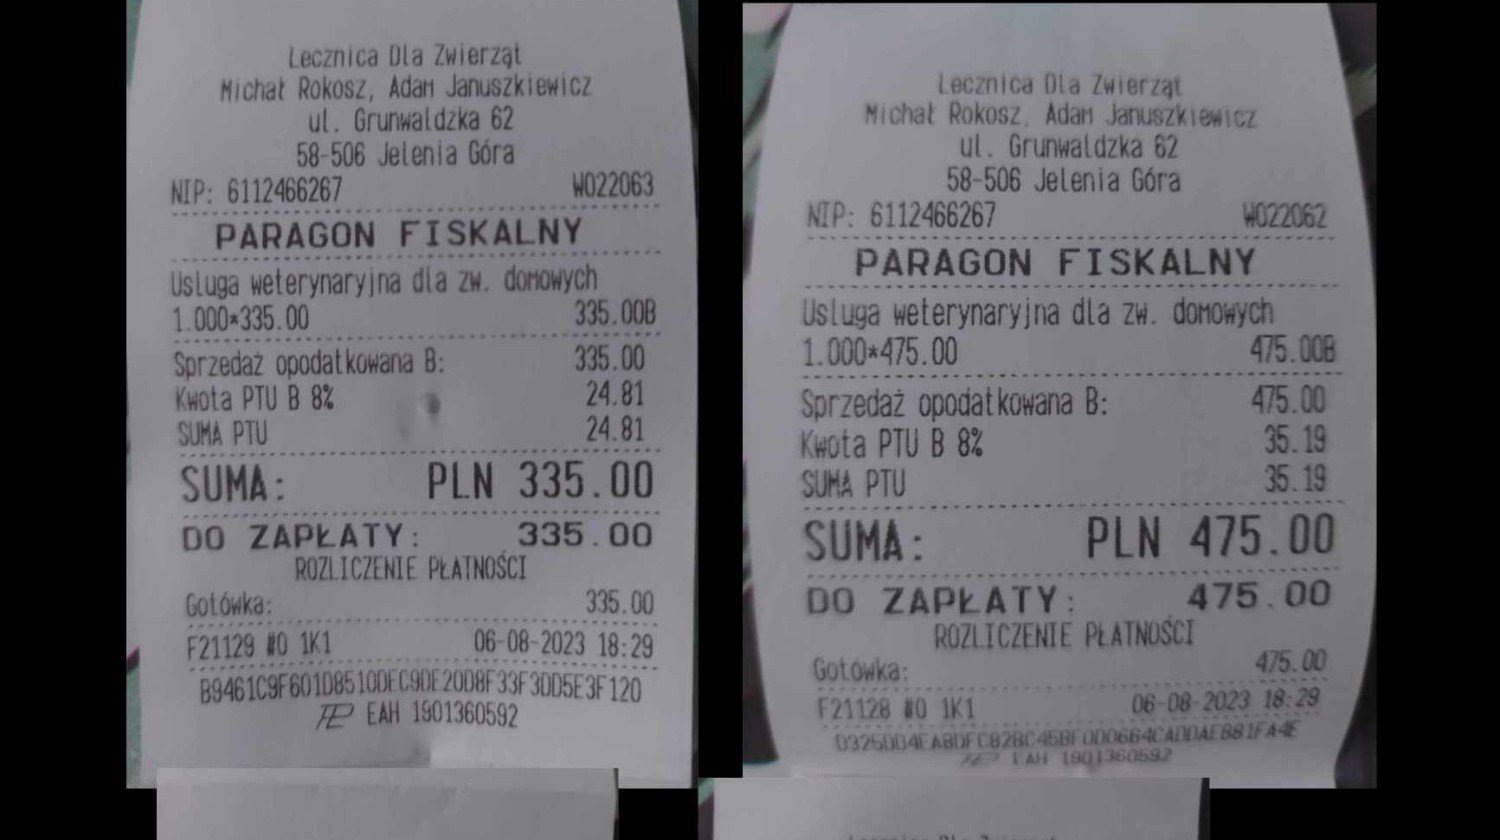 Lecznica Dla Zwierząt
Michał Rokosz, Adam Januszkiewicz
ul. Grunwaldzka 62
58-506 Jelenia Góra
NIP: 6112466267 W022063
PARAGON FISKALNY
Usługa weterynaryjna dla zw. domowych
1.000*335.00 335.00B
Sprzedaż opodatkowana B: 335.00
Kwota PTU B 8% 24.81
SUMA PTU 24.81
SUMA: PLN 335.00
DO ZAPŁATY: 335.00
ROZLICZENIE PŁATNOŚCI
Gotówka: 335.00
F21129 #0 1K1 06-08-2023 18:29
B9461C9F601D8510DEC9DE20D8F33F3DD5E3F120
EAH 1901360592
Lecznica Dla Zwierząt
Michał Rokosz, Adam Januszkiewicz
ul. Grunwaldzka 62
58-506 Jelenia Góra
NIP: 6112466267 W022062
PARAGON FISKALNY
Usługa weterynaryjna dla zw. domowych
1.000*475.00 475.00B
Sprzedaż opodatkowana B: 475.00
Kwota PTU B 8% 35.19
SUMA PTU 35.19
SUMA: PLN 475.00
DO ZAPŁATY: 475.00
ROZLICZENIE PŁATNOŚCI
Gotówka: 475.00
F21128 #0 1K1 06-08-2023 18:29
EAH 1901360592